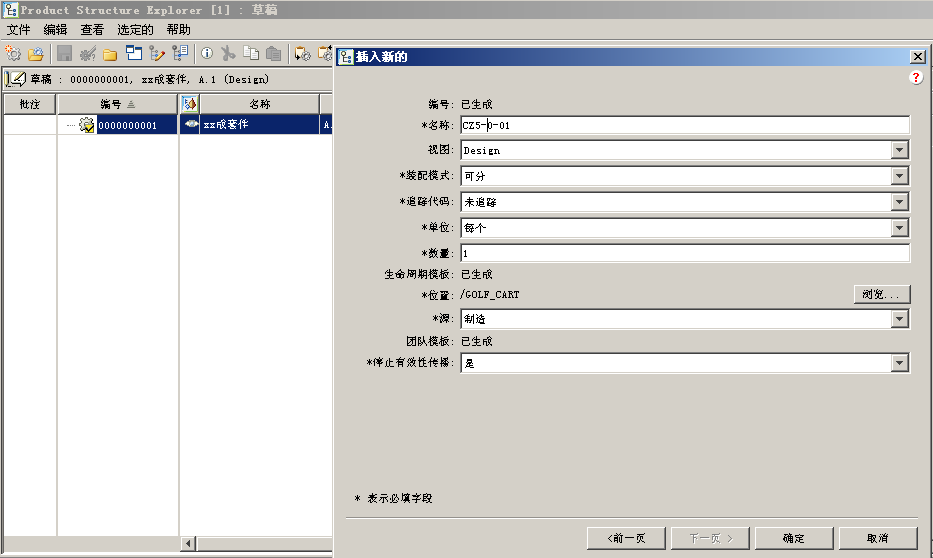 Product Structure Explorer [1] : 草稿
文件 编辑 查看 选定的 帮助
草稿 : 0000000001, xx成套件, A.1 (Design)
批注 编号 名称
0000000001 xx成套件 A.
插入新的
编号: 已生成
*名称: CZ5-0-01
视图: Design
*装配模式: 可分
*追踪代码: 未追踪
*单位: 每个
*数量: 1
生命周期模板: 已生成
*位置: /GOLF_CART 浏览...
*源: 制造
团队模板: 已生成
*停止有效性传播: 是
* 表示必填字段
<前一页 下一页 > 确定 取消